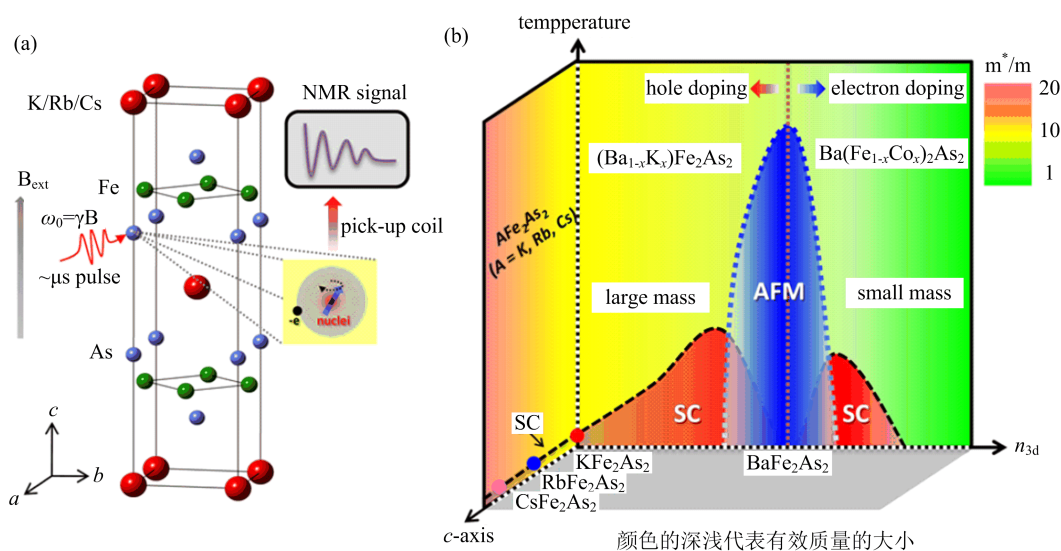 (a)
K/Rb/Cs
NMR signal
Fe
B_ext
ω₀=γB
pick-up coil
~μs pulse
-e
nuclei
As
c
b
a
(b)
tempperature
m*/m
20
10
1
hole doping
electron doping
(Ba₁₋ₓKₓ)Fe₂As₂
Ba(Fe₁₋ₓCoₓ)₂As₂
AFe₂As₂
(A = K, Rb, Cs)
large mass
AFM
small mass
SC
SC
SC
n_3d
KFe₂As₂
BaFe₂As₂
RbFe₂As₂
CsFe₂As₂
c-axis
颜色的深浅代表有效质量的大小